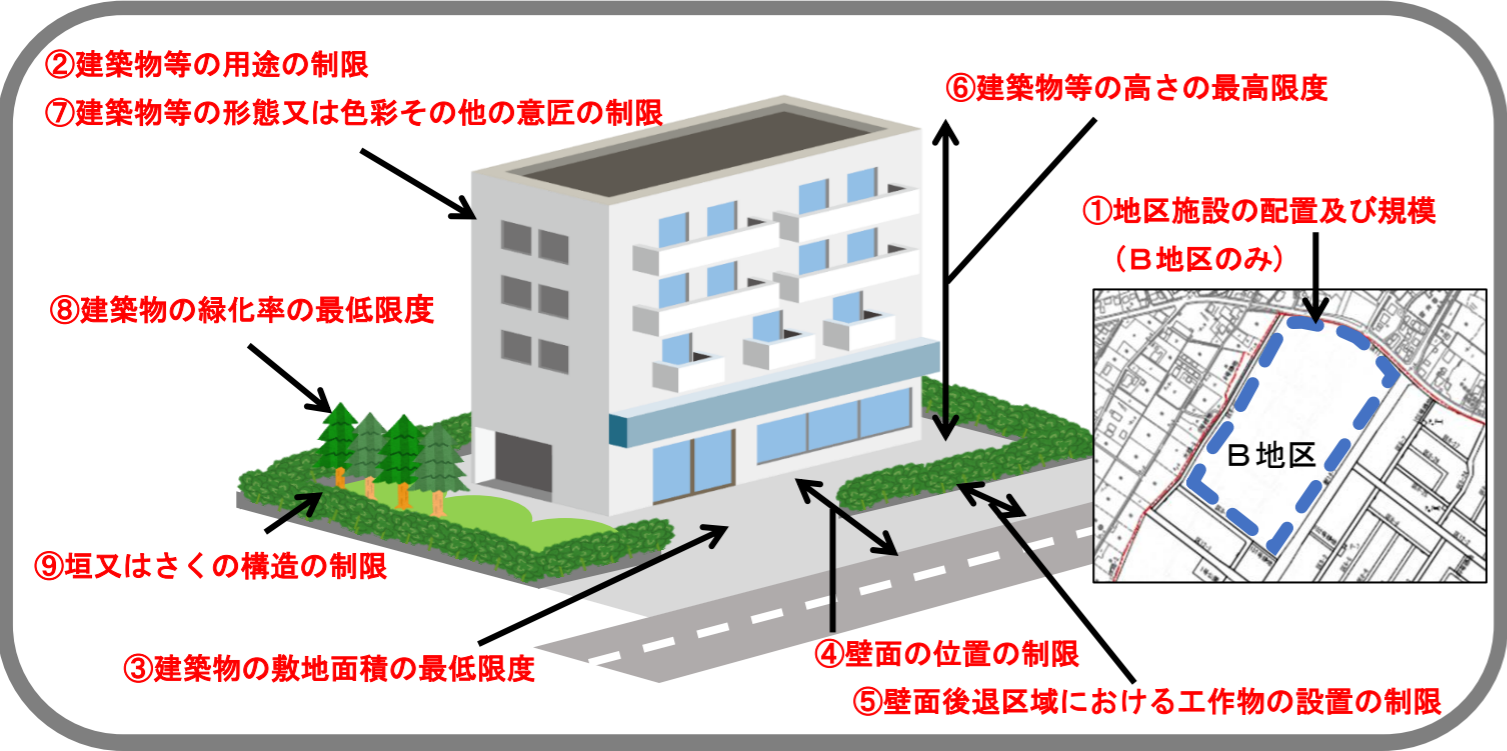 ②建築物等の用途の制限
⑦建築物等の形態又は色彩その他の意匠の制限
⑥建築物等の高さの最高限度
①地区施設の配置及び規模
（Ｂ地区のみ）
⑧建築物の緑化率の最低限度
Ｂ地区
⑨垣又はさくの構造の制限
③建築物の敷地面積の最低限度
④壁面の位置の制限
⑤壁面後退区域における工作物の設置の制限